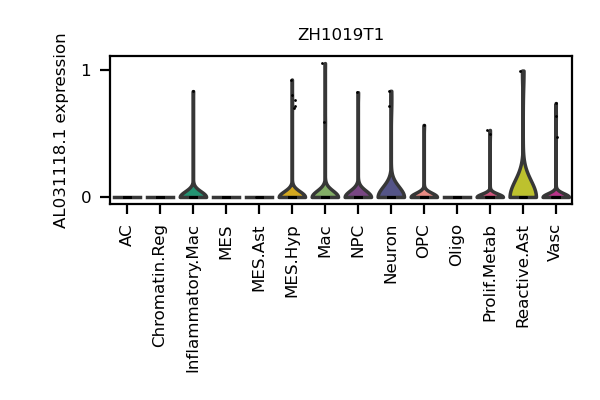 ZH1019T1
AL031118.1 expression
1
0
AC
Chromatin.Reg
Inflammatory.Mac
MES
MES.Ast
MES.Hyp
Mac
NPC
Neuron
OPC
Oligo
Prolif.Metab
Reactive.Ast
Vasc